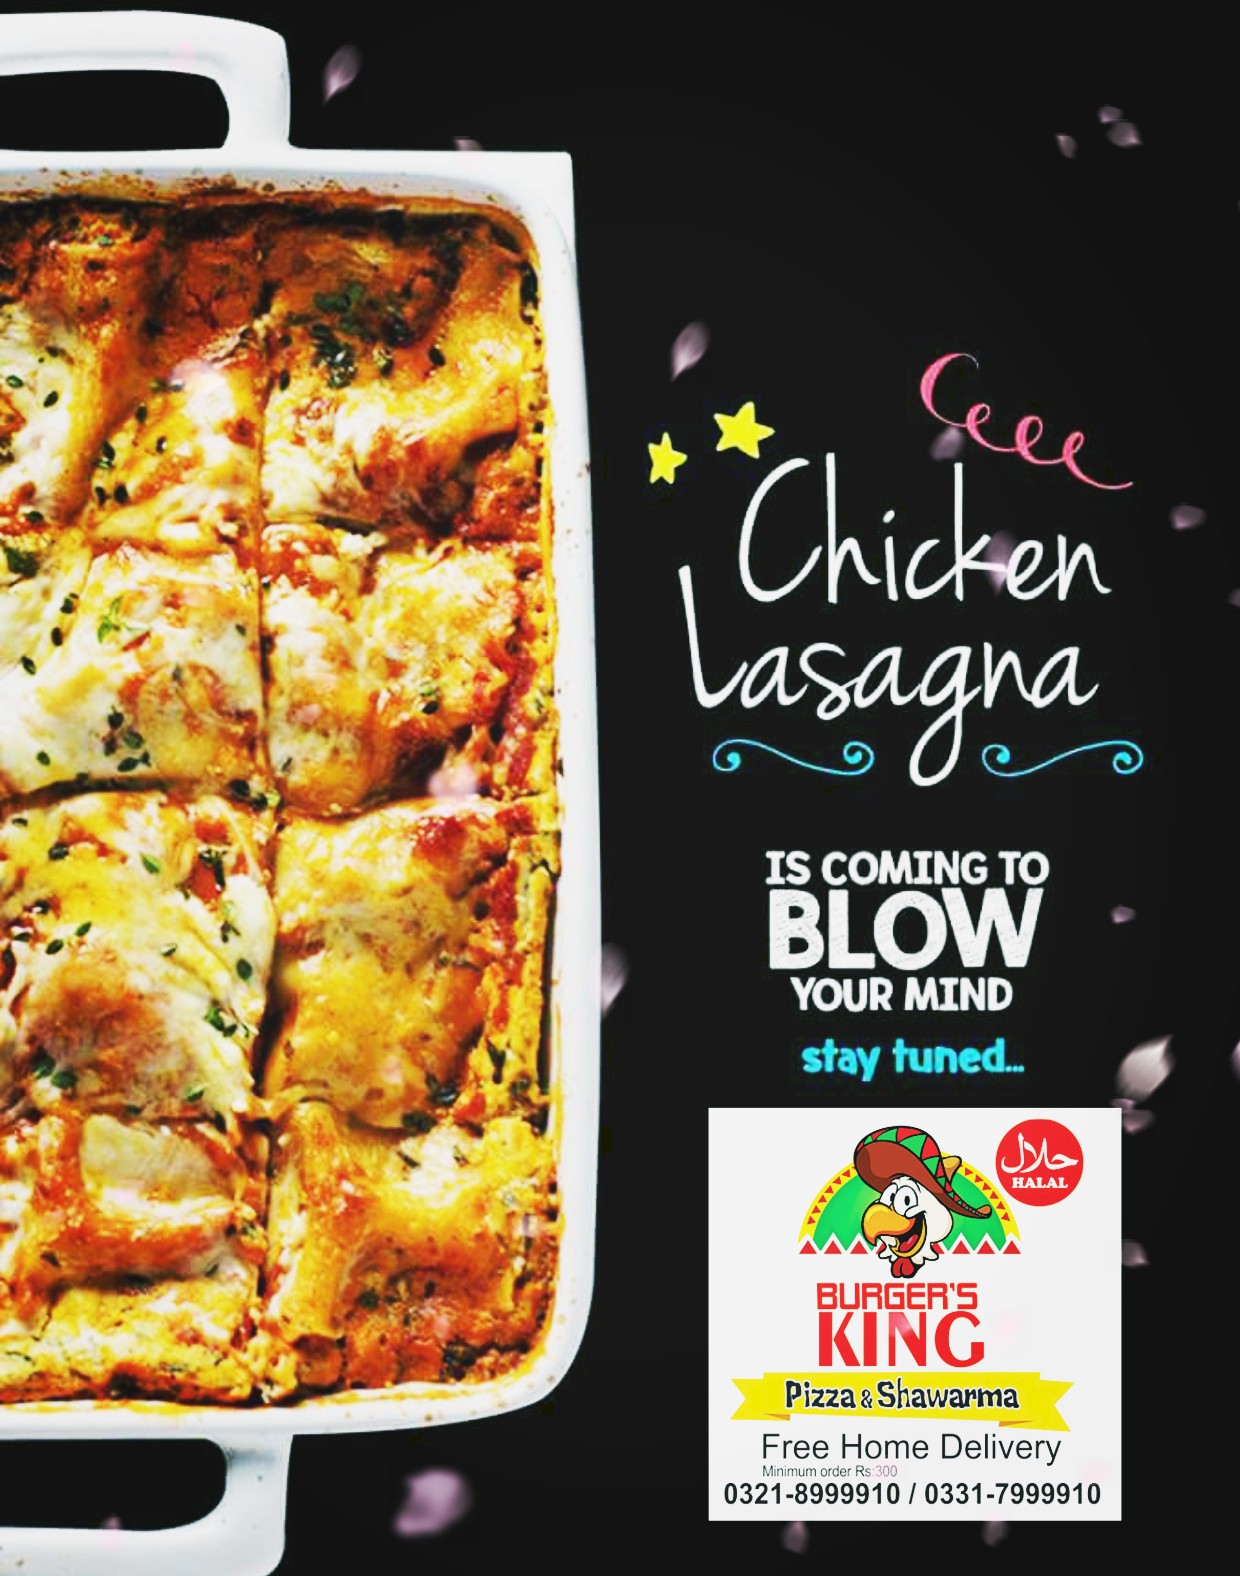 Chicken
Lasagna
IS COMING TO
BLOW
YOUR MIND
stay tuned...
حلال
HALAL
BURGER'S
KING
Pizza & Shawarma
Free Home Delivery
Minimum order Rs:300
0321-8999910 / 0331-7999910